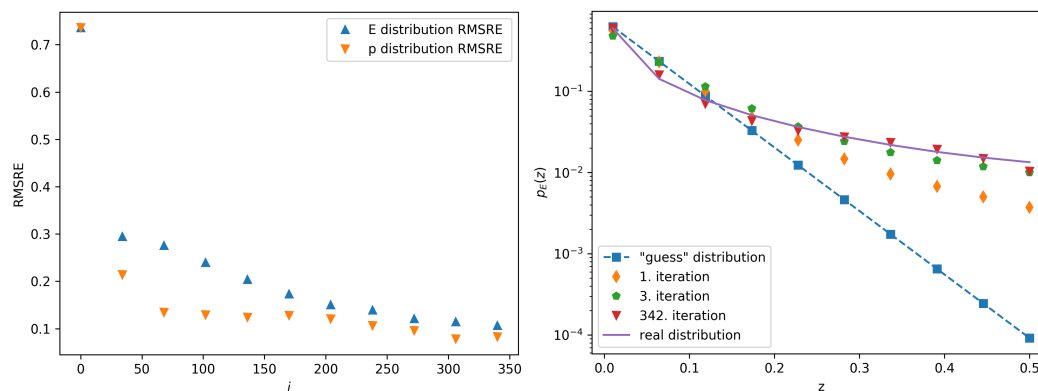 E distribution RMSRE
p distribution RMSRE
RMSRE
0.7
0.6
0.5
0.4
0.3
0.2
0.1
0 50 100 150 200 250 300 350
i
p_E(z)
10⁻¹
10⁻²
10⁻³
10⁻⁴
"guess" distribution
1. iteration
3. iteration
342. iteration
real distribution
0.0 0.1 0.2 0.3 0.4 0.5
z